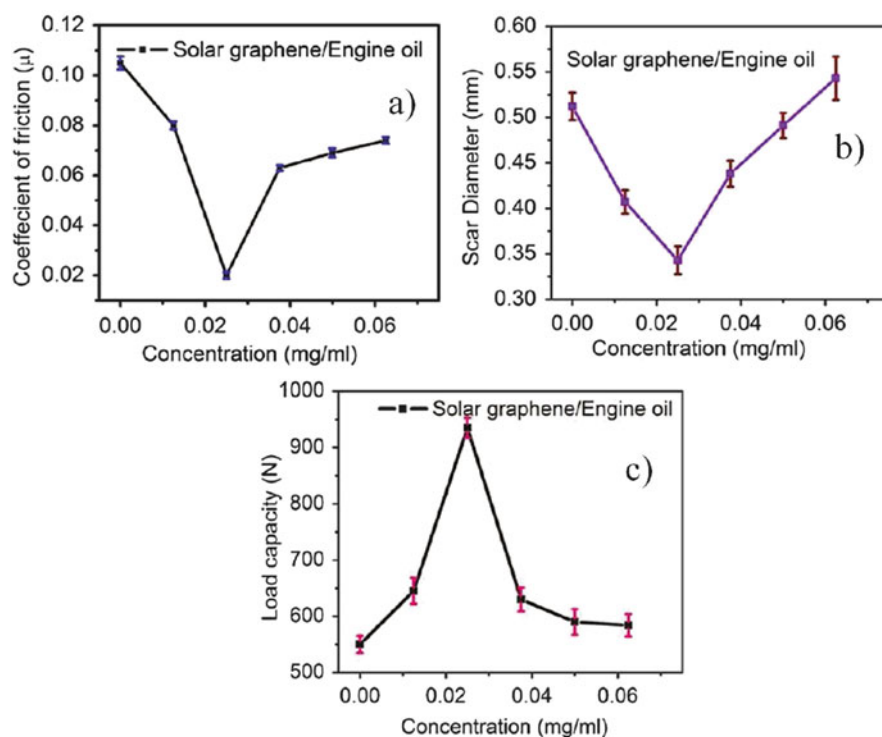 0.12
0.10
0.08
0.06
0.04
0.02
Coeffecient of friction (μ)
Solar graphene/Engine oil
a)
0.00 0.02 0.04 0.06
Concentration (mg/ml)
0.60
0.55
0.50
0.45
0.40
0.35
0.30
Scar Diameter (mm)
Solar graphene/Engine oil
b)
0.00 0.02 0.04 0.06
Concentration (mg/ml)
1000
900
800
700
600
500
Load capacity (N)
Solar graphene/Engine oil
c)
0.00 0.02 0.04 0.06
Concentration (mg/ml)